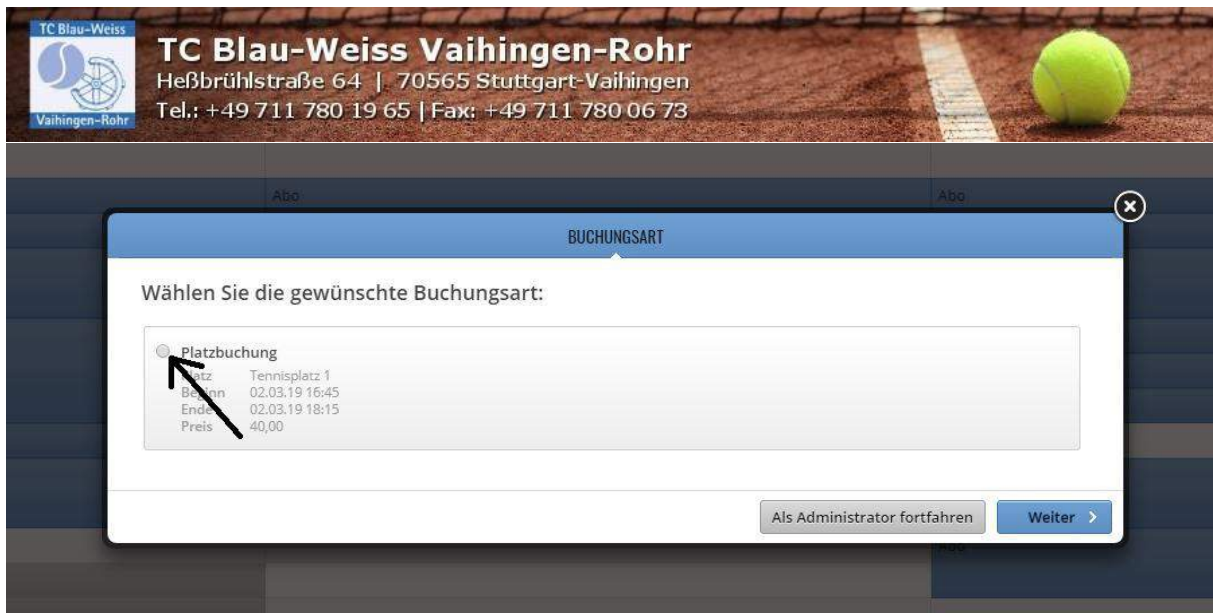 TC Blau-Weiss
Vaihingen-Rohr
TC Blau-Weiss Vaihingen-Rohr
Heßbrühlstraße 64 | 70565 Stuttgart-Vaihingen
Tel.: +49 711 780 19 65 | Fax: +49 711 780 06 73
Abo Abo
BUCHUNGSART
Wählen Sie die gewünschte Buchungsart:
Platzbuchung
Platz Tennisplatz 1
Beginn 02.03.19 16:45
Ende 02.03.19 18:15
Preis 40,00
Als Administrator fortfahren Weiter
Abo